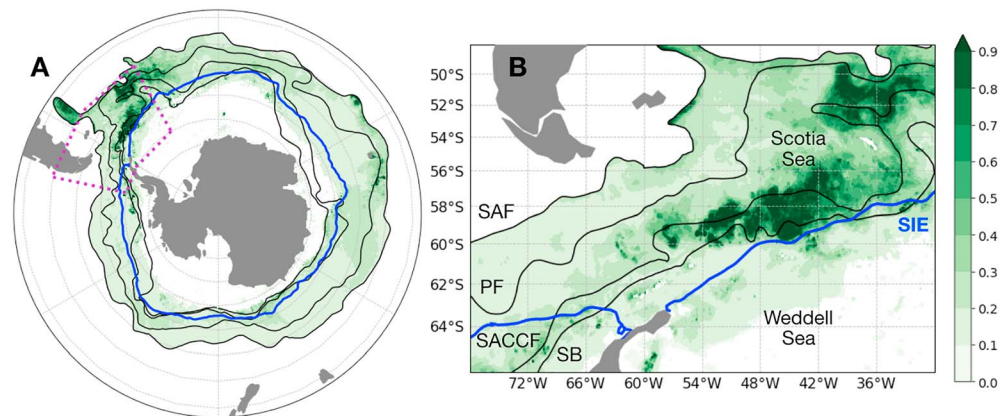 A
B
50°S
52°S
54°S
56°S
58°S
60°S
62°S
64°S
Scotia
Sea
SAF
SIE
PF
Weddell
Sea
SACCF
SB
72°W
66°W
60°W
54°W
48°W
42°W
36°W
0.9
0.8
0.7
0.6
0.5
0.4
0.3
0.2
0.1
0.0